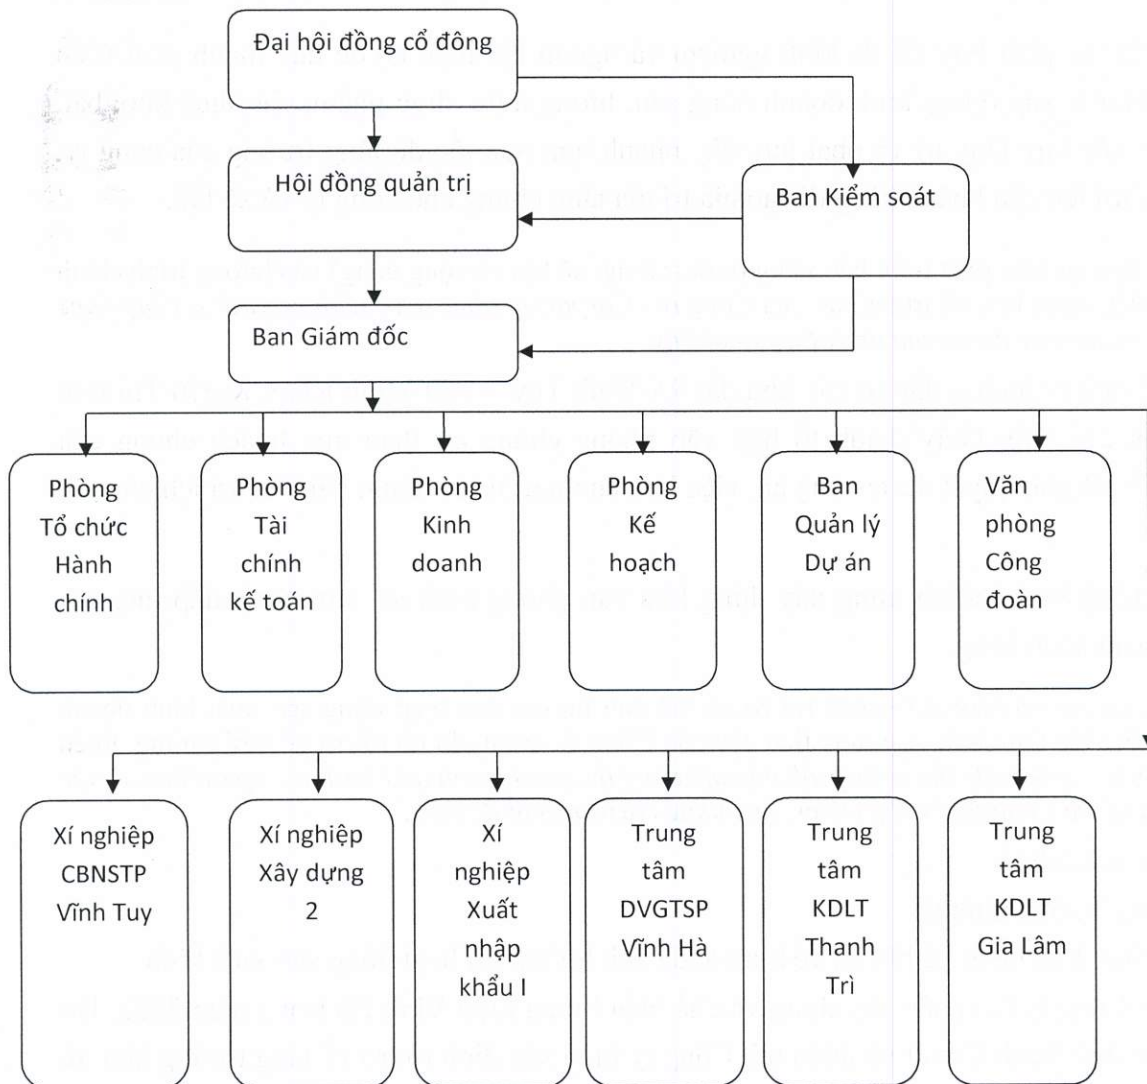 Đại hội đồng cổ đông
Hội đồng quản trị
Ban Kiểm soát
Ban Giám đốc
Phòng
Tổ chức
Hành
chính
Phòng
Tài
chính
kế toán
Phòng
Kinh
doanh
Phòng
Kế
hoạch
Ban
Quản lý
Dự án
Văn
phòng
Công
đoàn
Xí nghiệp
CBNSTP
Vĩnh Tuy
Xí nghiệp
Xây dựng
2
Xí
nghiệp
Xuất
nhập
khẩu I
Trung
tâm
DVGTSP
Vĩnh Hà
Trung
tâm
KDLT
Thanh
Trì
Trung
tâm
KDLT
Gia Lâm